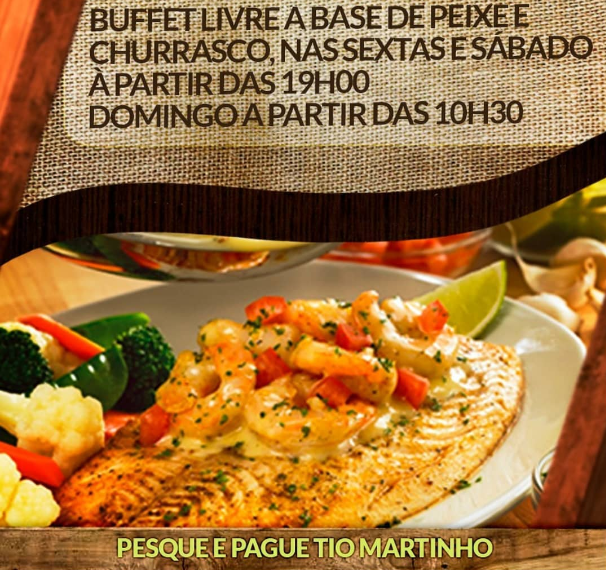 BUFFET LIVRE A BASE DE PEIXE E
CHURRASCO, NAS SEXTAS E SÁBADO
À PARTIR DAS 19H00
DOMINGO A PARTIR DAS 10H30
PESQUE E PAGUE TIO MARTINHO